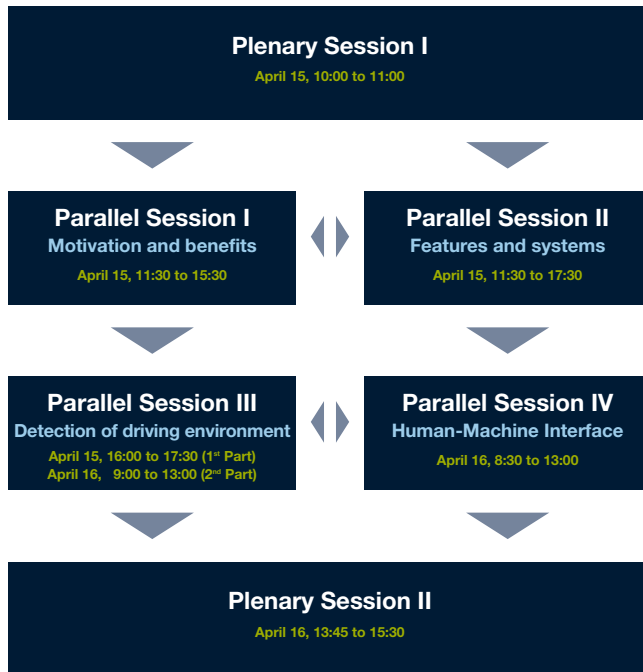 Plenary Session I
April 15, 10:00 to 11:00
Parallel Session I
Motivation and benefits
April 15, 11:30 to 15:30
Parallel Session II
Features and systems
April 15, 11:30 to 17:30
Parallel Session III
Detection of driving environment
April 15, 16:00 to 17:30 (1st Part)
April 16, 9:00 to 13:00 (2nd Part)
Parallel Session IV
Human-Machine Interface
April 16, 8:30 to 13:00
Plenary Session II
April 16, 13:45 to 15:30